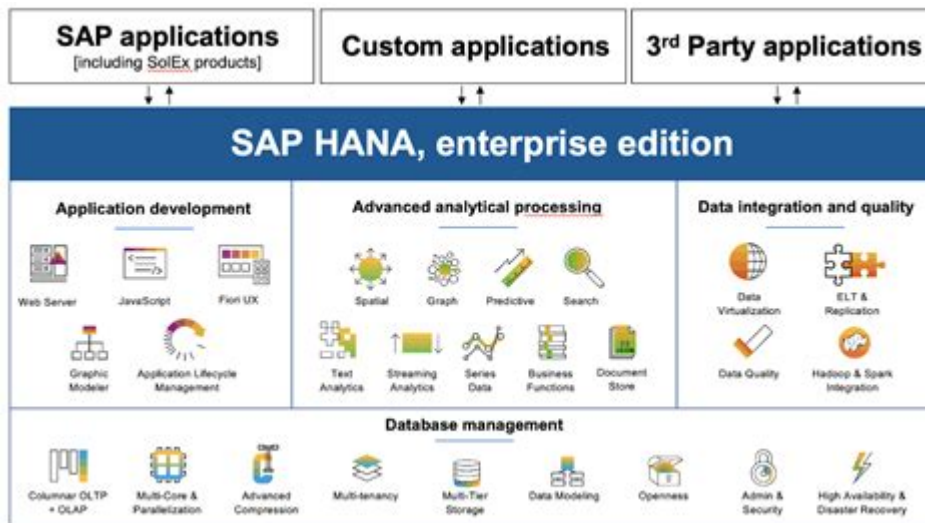 SAP applications
[including SolEx products]
Custom applications
3rd Party applications
SAP HANA, enterprise edition
Application development
Web Server
JavaScript
Fiori UX
Graphic
Modeler
Application Lifecycle
Management
Advanced analytical processing
Spatial
Graph
Predictive
Search
Text
Analytics
Streaming
Analytics
Series
Data
Business
Functions
Document
Store
Data integration and quality
Data
Virtualization
ELT &
Replication
Data Quality
Hadoop & Spark
Integration
Database management
Columnar OLTP
+ OLAP
Multi-Core &
Parallelization
Advanced
Compression
Multi-tenancy
Multi-Tier
Storage
Data Modeling
Openness
Admin &
Security
High Availability &
Disaster Recovery